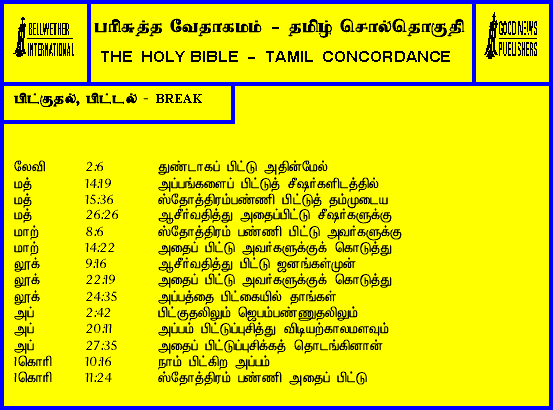 BELLWETHER
INTERNATIONAL
பரிசுத்த வேதாகமம் - தமிழ் சொல்தொகுதி
THE HOLY BIBLE - TAMIL CONCORDANCE
GOOD NEWS
PUBLISHERS
பிட்குதல், பிட்டல் - BREAK
லேவி 2:6 துண்டாகப் பிட்டு அதின்மேல்
மத் 14:19 அப்பங்களைப் பிட்டுத் சீஷர்களிடத்தில்
மத் 15:36 ஸ்தோத்திரம்பண்ணி பிட்டுத் தம்முடைய
மத் 26:26 ஆசீர்வதித்து அதைப்பிட்டு சீஷர்களுக்கு
மாற் 8:6 ஸ்தோத்திரம் பண்ணி பிட்டு அவர்களுக்கு
மாற் 14:22 அதைப் பிட்டு அவர்களுக்குக் கொடுத்து
லூக் 9:16 ஆசீர்வதித்து பிட்டு ஜனங்கள்முன்
லூக் 22:19 அதைப் பிட்டு அவர்களுக்குக் கொடுத்து
லூக் 24:35 அப்பத்தை பிட்கையில் தாங்கள்
அப் 2:42 பிட்குதலிலும் ஜெபம்பண்ணுதலிலும்
அப் 20:11 அப்பம் பிட்டுப்புசித்து விடியற்காலமளவும்
அப் 27:35 அதைப் பிட்டுப்புசிக்கத் தொடங்கினான்
1கொரி 10:16 நாம் பிட்கிற அப்பம்
1கொரி 11:24 ஸ்தோத்திரம் பண்ணி அதைப் பிட்டு